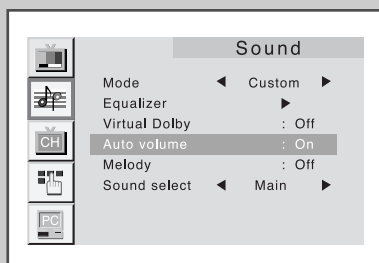 Sound
Mode ◀ Custom ▶
Equalizer ▶
Virtual Dolby : Off
CH
Auto volume : On
Melody : Off
Sound select ◀ Main ▶
PC